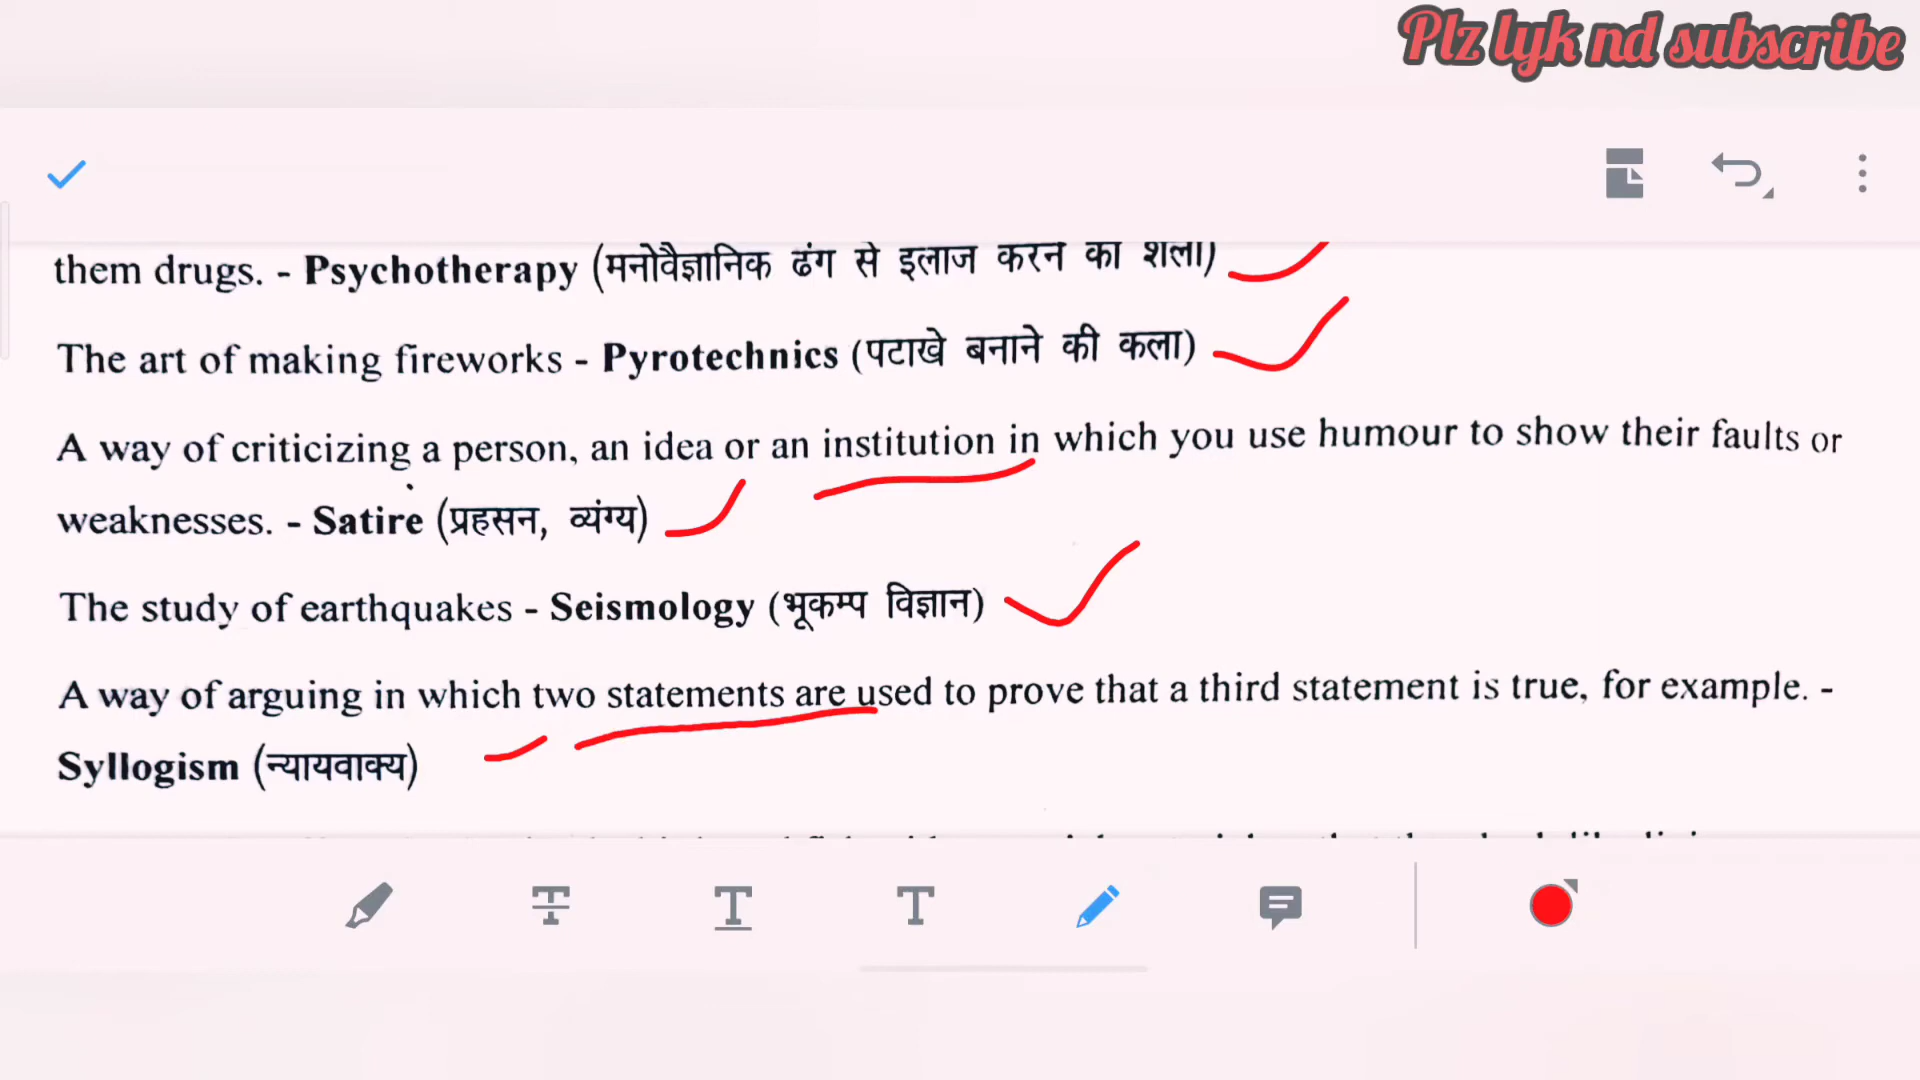 Plz lyk nd subscribe
them drugs. - Psychotherapy (मनोवैज्ञानिक ढंग से इलाज करन का शला)
The art of making fireworks - Pyrotechnics (पटाखे बनाने की कला)
A way of criticizing a person, an idea or an institution in which you use humour to show their faults or
weaknesses. - Satire (प्रहसन, व्यंग्य)
The study of earthquakes - Seismology (भूकम्प विज्ञान)
A way of arguing in which two statements are used to prove that a third statement is true, for example. -
Syllogism (न्यायवाक्य)